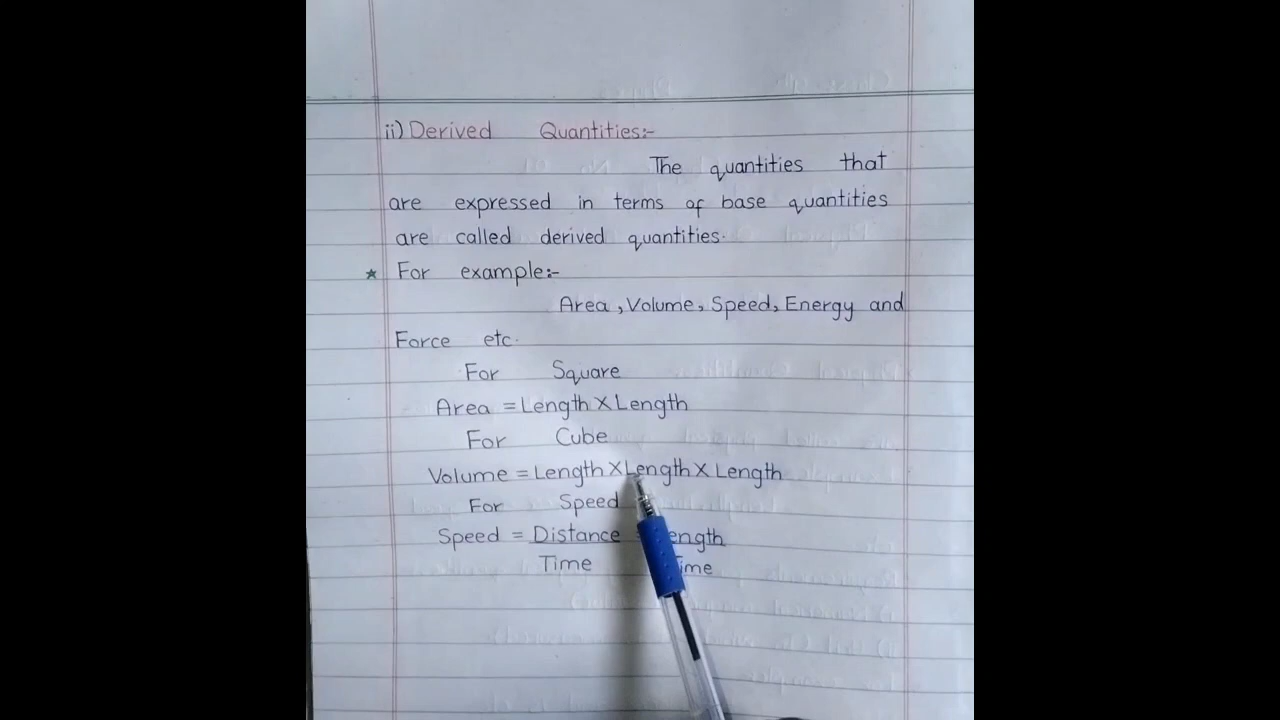 ii) Derived Quantities:-
The quantities that
are expressed in terms of base quantities
are called derived quantities.
★ For example:-
Area, Volume, Speed, Energy and
Force etc.
For Square
Area = Length X Length
For Cube
Volume = Length X Length X Length
For Speed
Speed = Distance = Length
Time Time